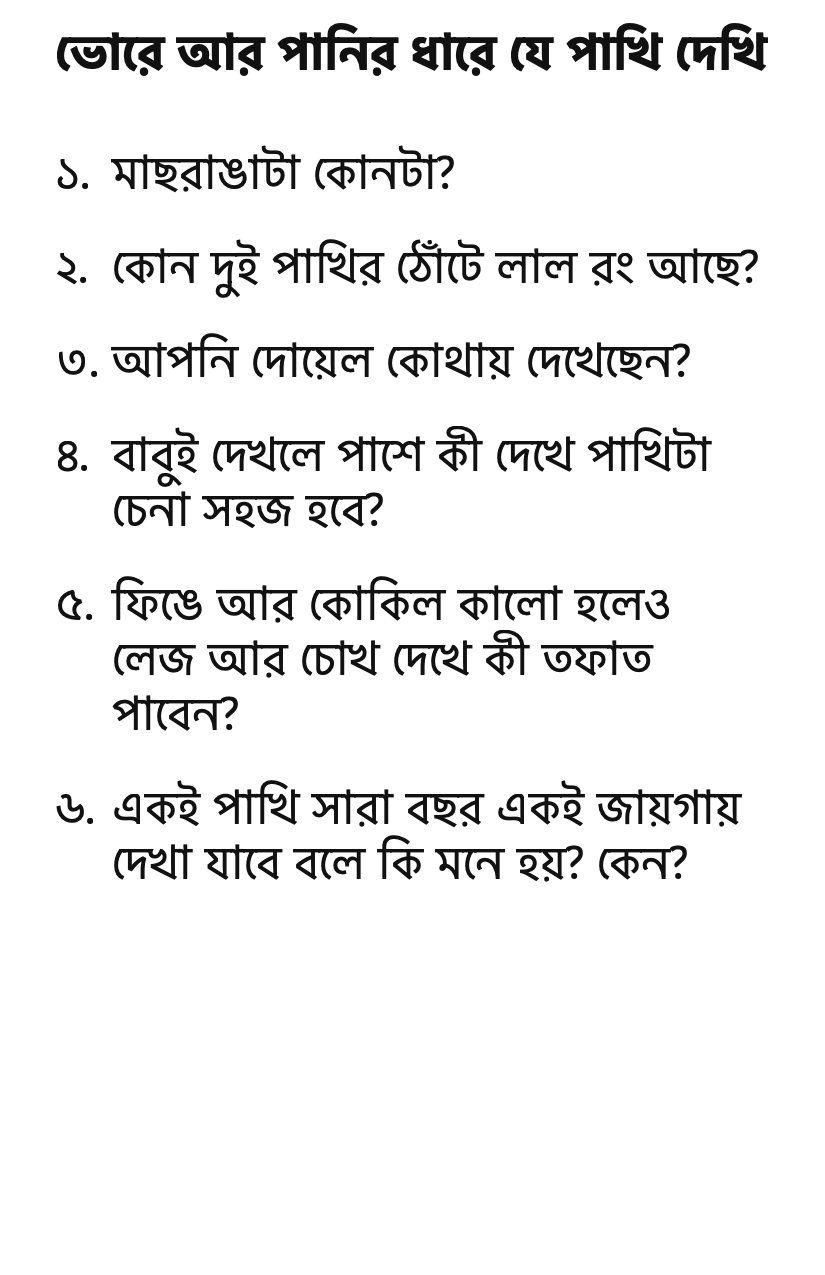 ভোরে আর পানির ধারে যে পাখি দেখি
১. মাছরাঙাটা কোনটা?
২. কোন দুই পাখির ঠোঁটে লাল রং আছে?
৩. আপনি দোয়েল কোথায় দেখেছেন?
৪. বাবুই দেখলে পাশে কী দেখে পাখিটা
চেনা সহজ হবে?
৫. ফিঙে আর কোকিল কালো হলেও
লেজ আর চোখ দেখে কী তফাত
পাবেন?
৬. একই পাখি সারা বছর একই জায়গায়
দেখা যাবে বলে কি মনে হয়? কেন?